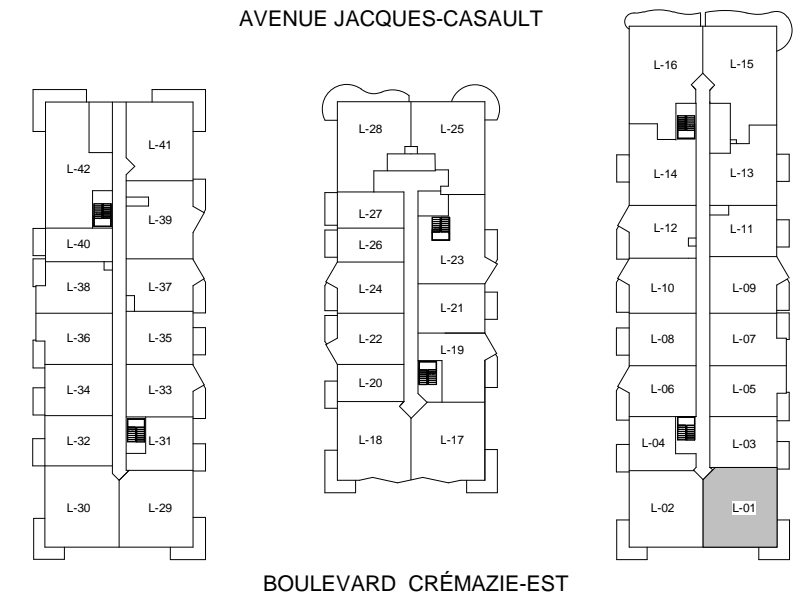 AVENUE JACQUES-CASAULT
L-16
L-15
L-14
L-13
L-12
L-11
L-10
L-09
L-08
L-07
L-06
L-05
L-04
L-03
L-02
L-01
L-28
L-25
L-27
L-26
L-23
L-24
L-21
L-22
L-19
L-20
L-18
L-17
L-42
L-41
L-39
L-40
L-38
L-37
L-36
L-35
L-34
L-33
L-32
L-31
L-30
L-29
BOULEVARD CRÉMAZIE-EST